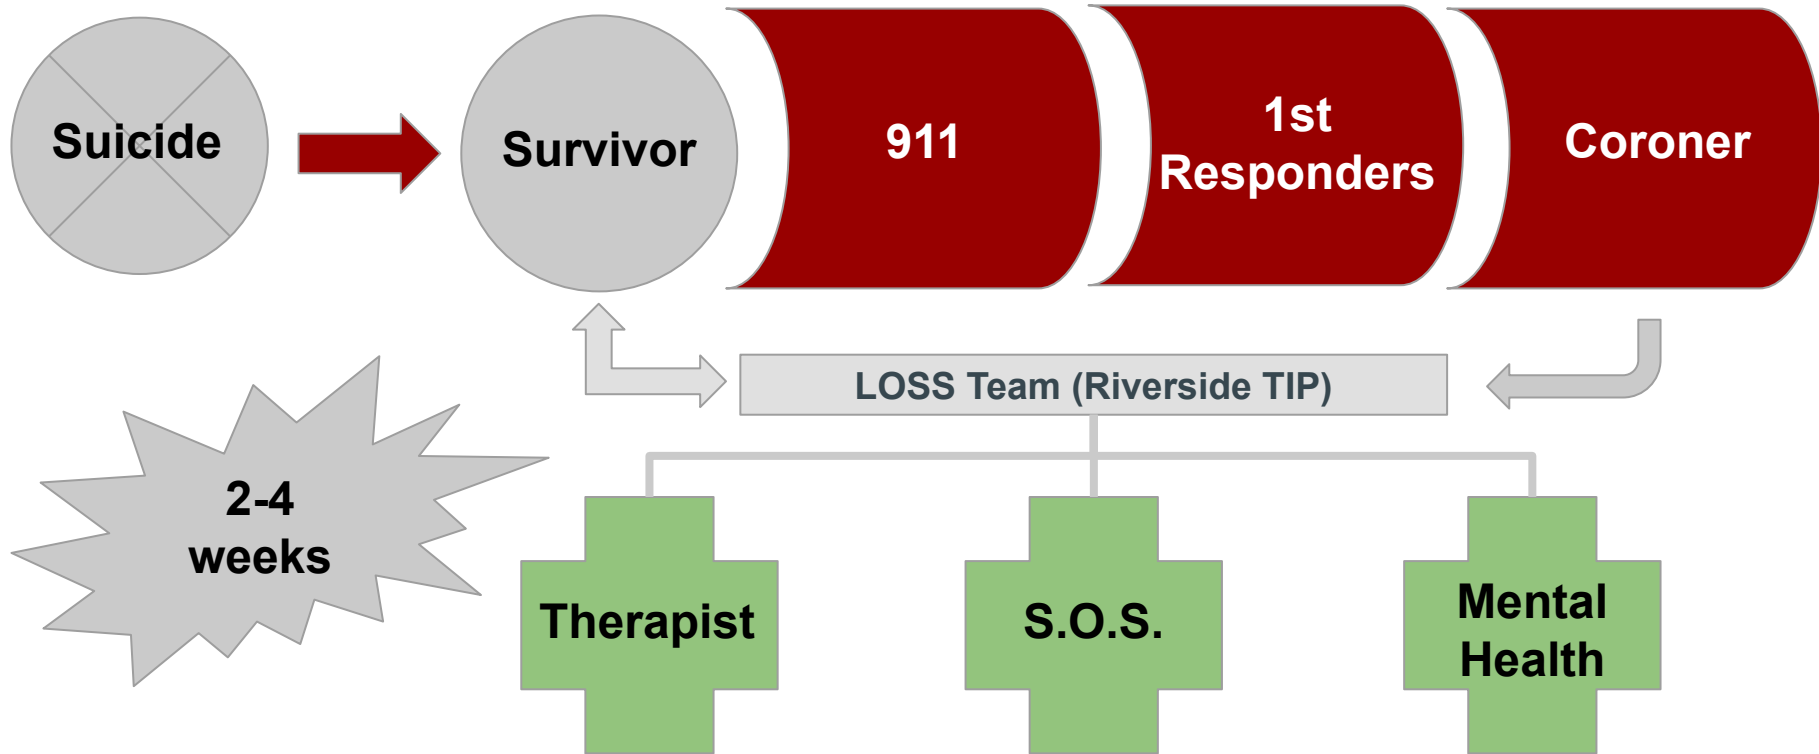 Suicide
Survivor
911
1st
Responders
Coroner
LOSS Team (Riverside TIP)
2-4
weeks
Therapist
S.O.S.
Mental
Health